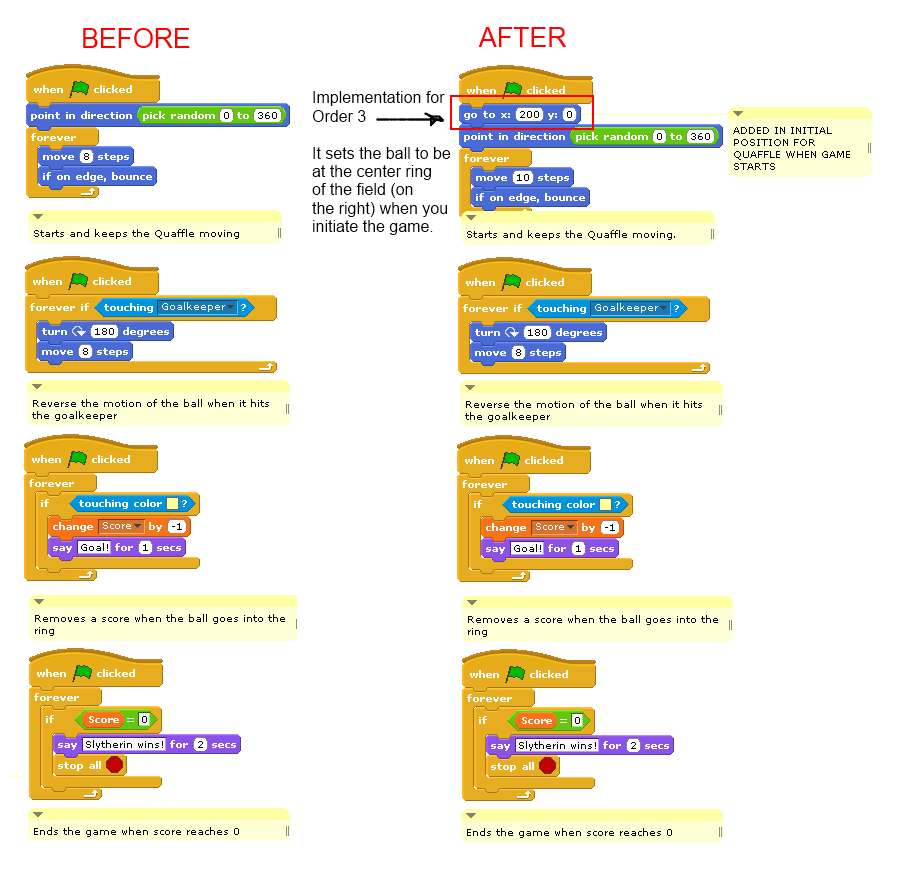 BEFORE
when clicked
point in direction pick random 0 to 360
forever
move 8 steps
if on edge, bounce
Starts and keeps the Quaffle moving
when clicked
forever if touching Goalkeeper ?
turn 180 degrees
move 8 steps
Reverse the motion of the ball when it hits
the goalkeeper
when clicked
forever
if touching color ?
change Score by -1
say Goal! for 1 secs
Removes a score when the ball goes into the
ring
when clicked
forever
if Score = 0
say Slytherin wins! for 2 secs
stop all
Ends the game when score reaches 0
Implementation for
Order 3
It sets the ball to be
at the center ring
of the field (on
the right) when you
initiate the game.
AFTER
when clicked
go to x: 200 y: 0
point in direction pick random 0 to 360
forever
move 10 steps
if on edge, bounce
Starts and keeps the Quaffle moving.
ADDED IN INITIAL
POSITION FOR
QUAFFLE WHEN GAME
STARTS
when clicked
forever if touching Goalkeeper ?
turn 180 degrees
move 8 steps
Reverse the motion of the ball when it hits
the goalkeeper
when clicked
forever
if touching color ?
change Score by -1
say Goal! for 1 secs
Removes a score when the ball goes into the
ring
when clicked
forever
if Score = 0
say Slytherin wins! for 2 secs
stop all
Ends the game when score reaches 0